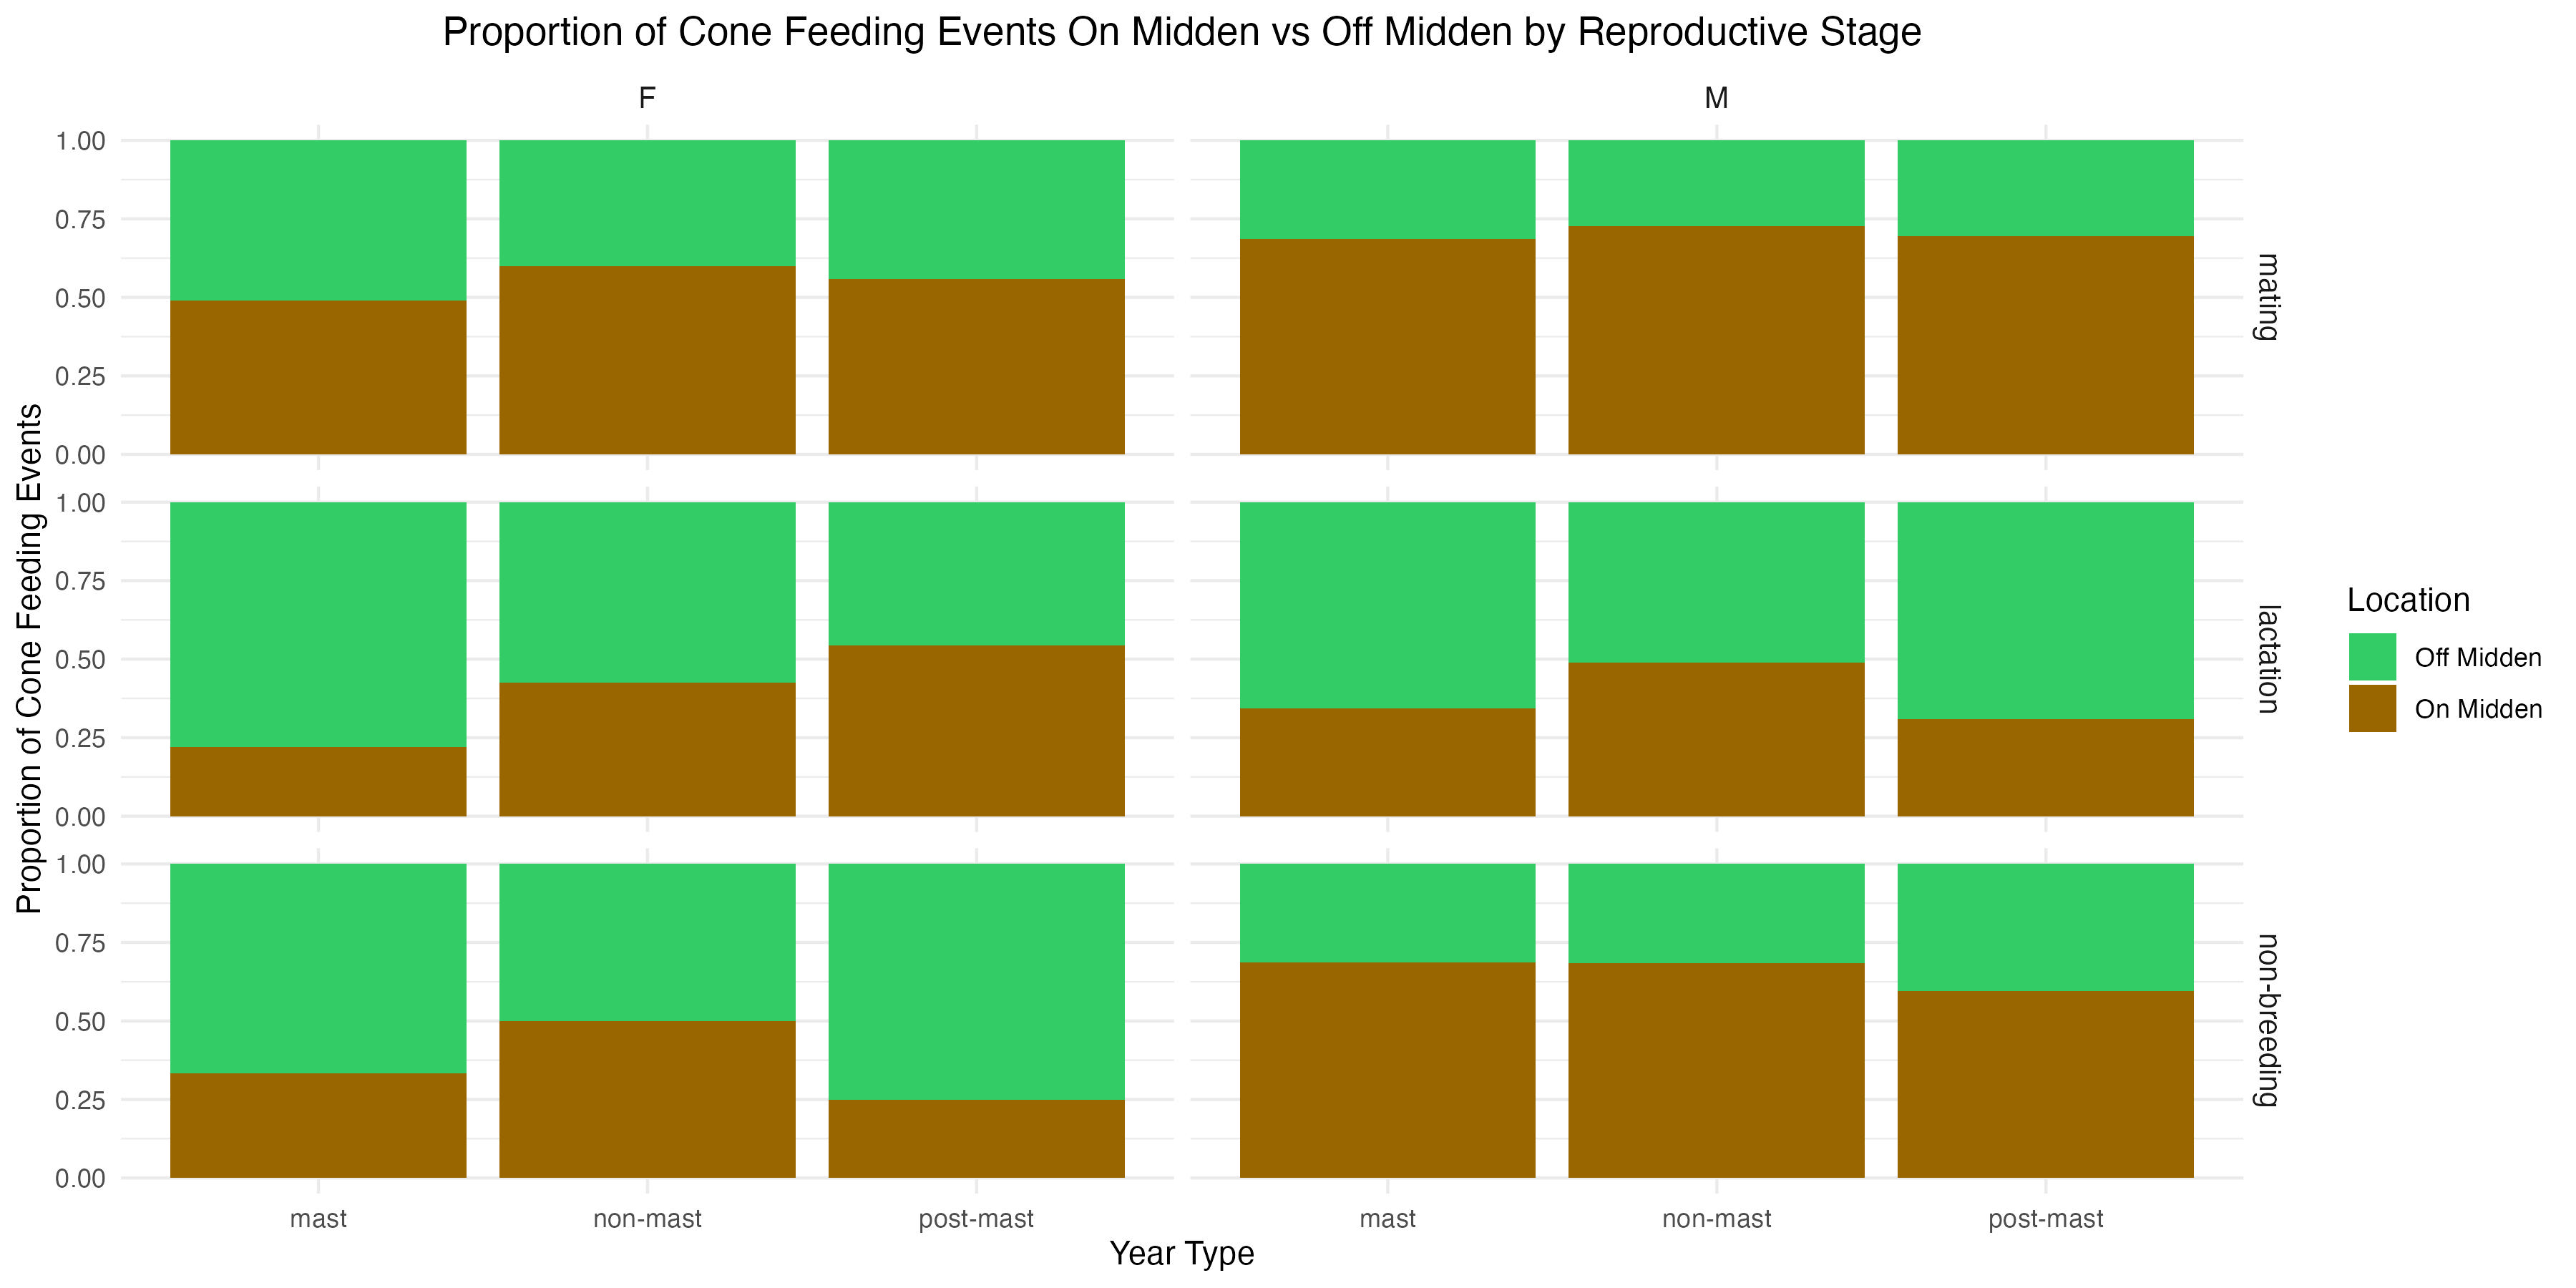 Proportion of Cone Feeding Events On Midden vs Off Midden by Reproductive Stage
F
M
1.00
0.75
0.50
0.25
0.00
mating
1.00
0.75
0.50
0.25
0.00
lactation
1.00
0.75
0.50
0.25
0.00
non-breeding
Proportion of Cone Feeding Events
mast
non-mast
post-mast
mast
non-mast
post-mast
Year Type
Location
Off Midden
On Midden